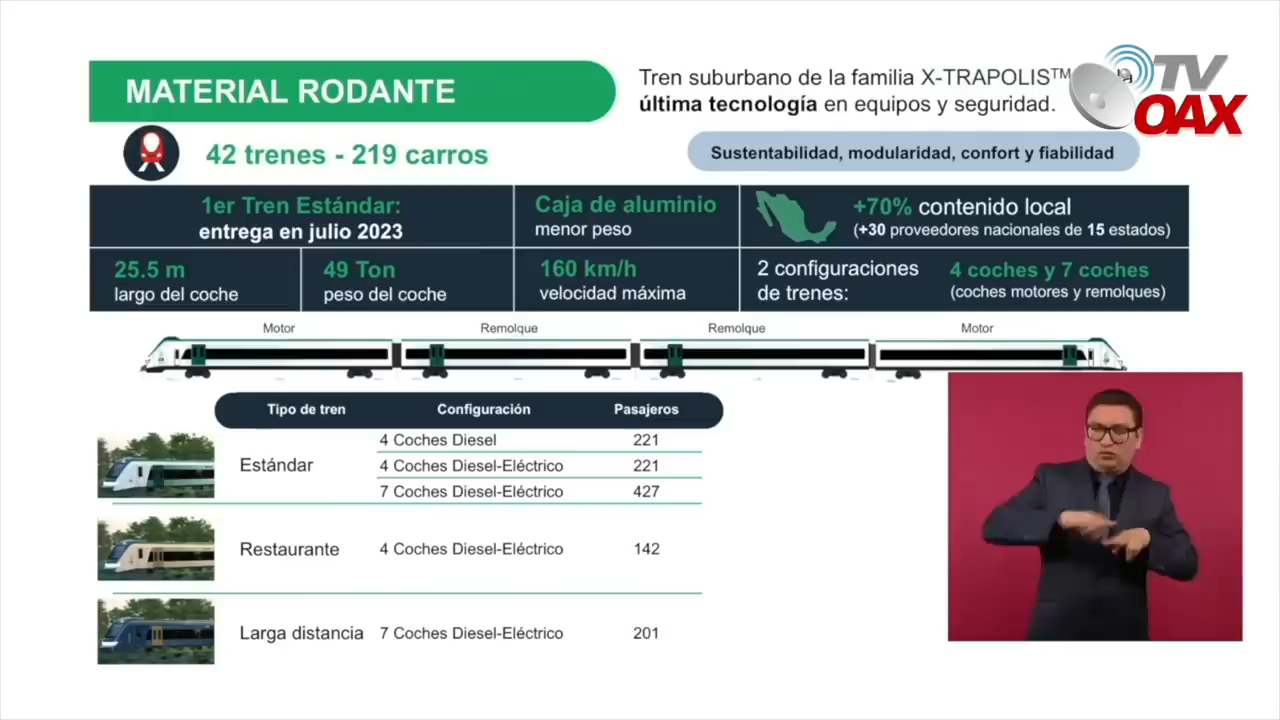 MATERIAL RODANTE
Tren suburbano de la familia X-TRAPOLIS™
última tecnología en equipos y seguridad.
TV
OAX
42 trenes - 219 carros
Sustentabilidad, modularidad, confort y fiabilidad
1er Tren Estándar:
entrega en julio 2023
Caja de aluminio
menor peso
+70% contenido local
(+30 proveedores nacionales de 15 estados)
25.5 m
largo del coche
49 Ton
peso del coche
160 km/h
velocidad máxima
2 configuraciones
de trenes:
4 coches y 7 coches
(coches motores y remolques)
Motor Remolque Remolque Motor
Tipo de tren Configuración Pasajeros
Estándar
4 Coches Diesel 221
4 Coches Diesel-Eléctrico 221
7 Coches Diesel-Eléctrico 427
Restaurante 4 Coches Diesel-Eléctrico 142
Larga distancia 7 Coches Diesel-Eléctrico 201